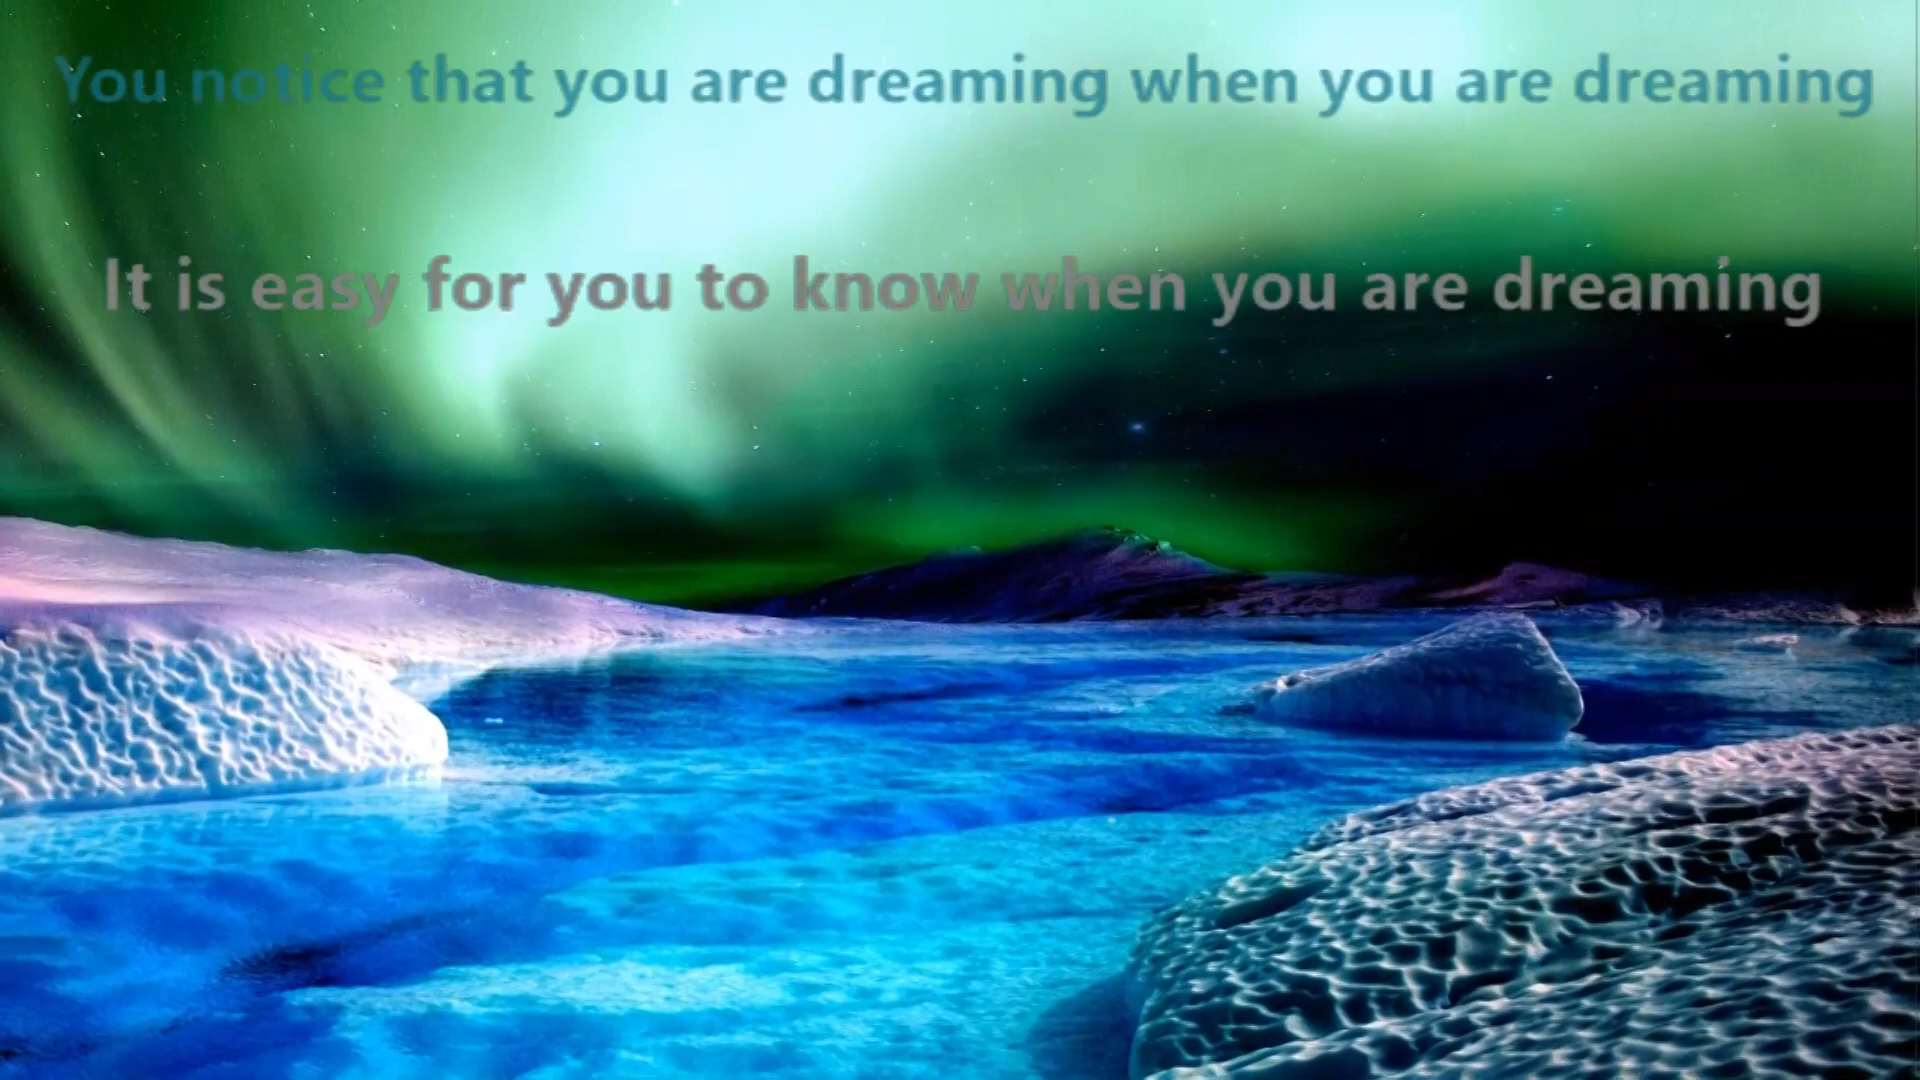 You notice that you are dreaming when you are dreaming
It is easy for you to know when you are dreaming